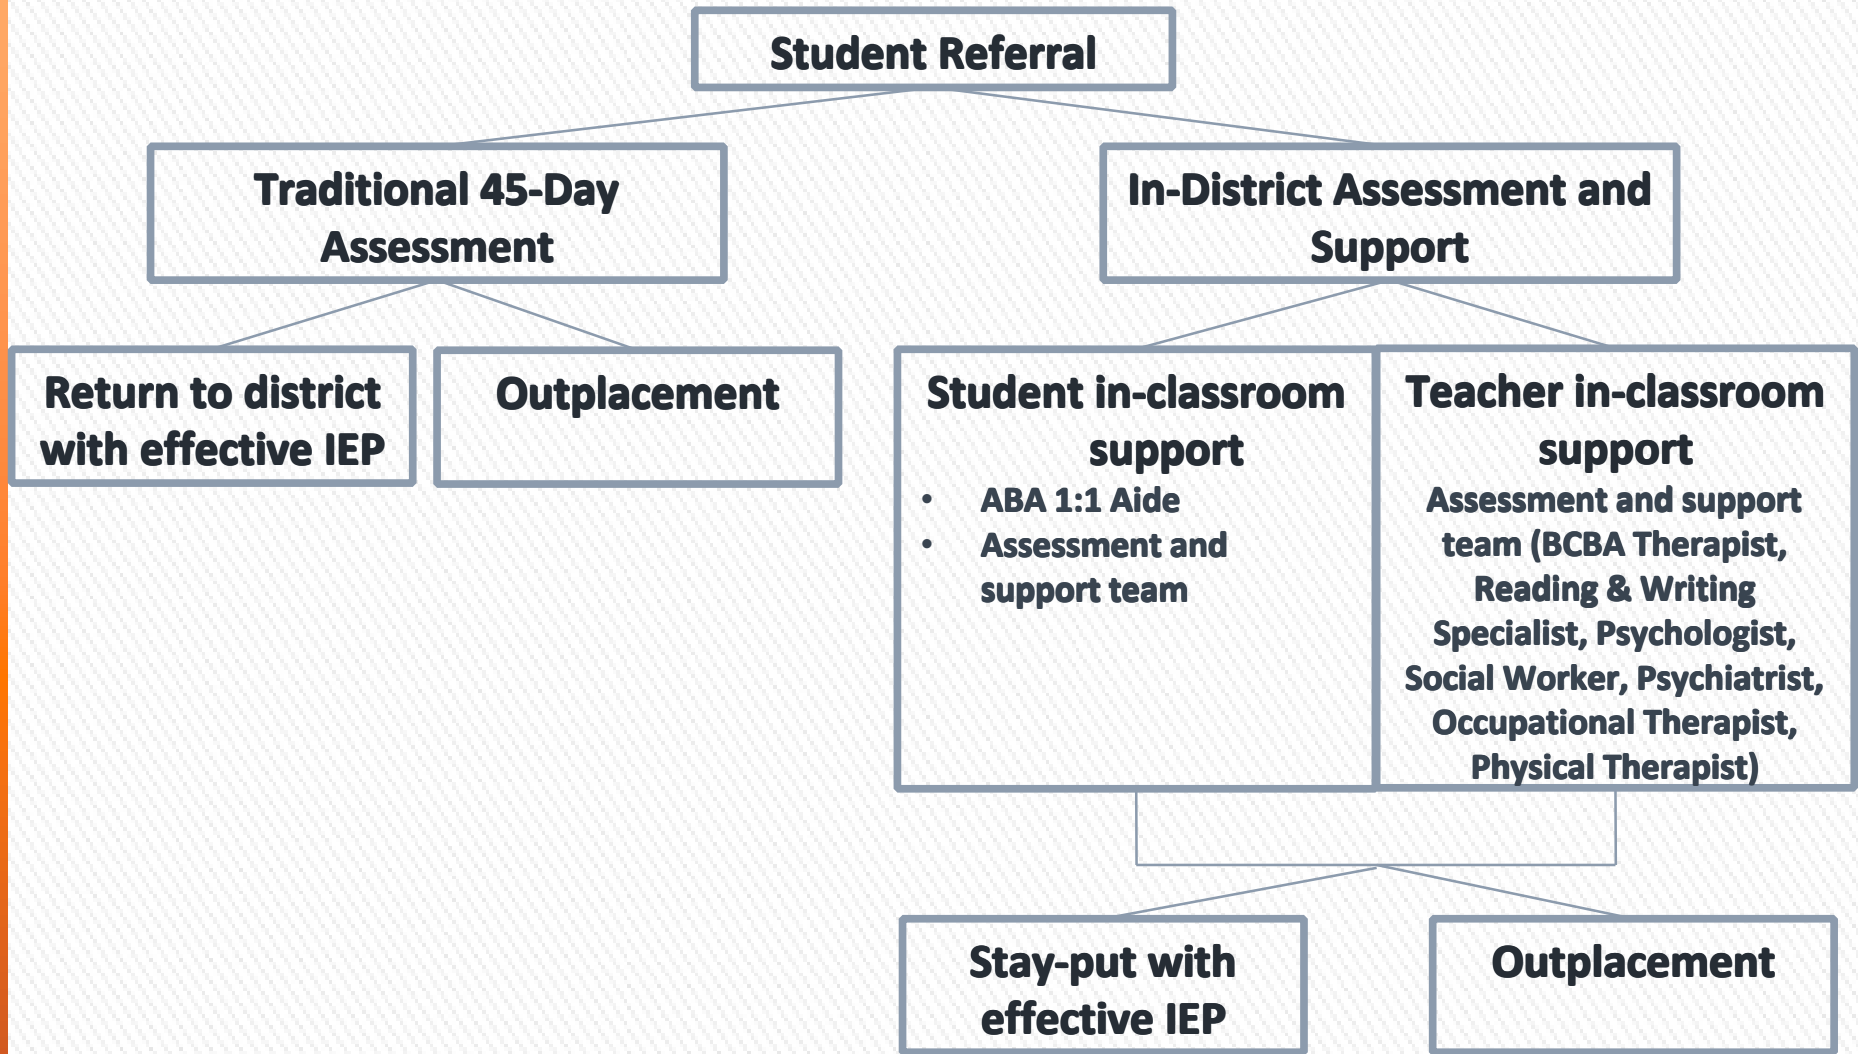 Student Referral
Traditional 45-Day
Assessment
In-District Assessment and
Support
Return to district
with effective IEP
Outplacement
Student in-classroom
support
• ABA 1:1 Aide
• Assessment and
support team
Teacher in-classroom
support
Assessment and support
team (BCBA Therapist,
Reading & Writing
Specialist, Psychologist,
Social Worker, Psychiatrist,
Occupational Therapist,
Physical Therapist)
Stay-put with
effective IEP
Outplacement